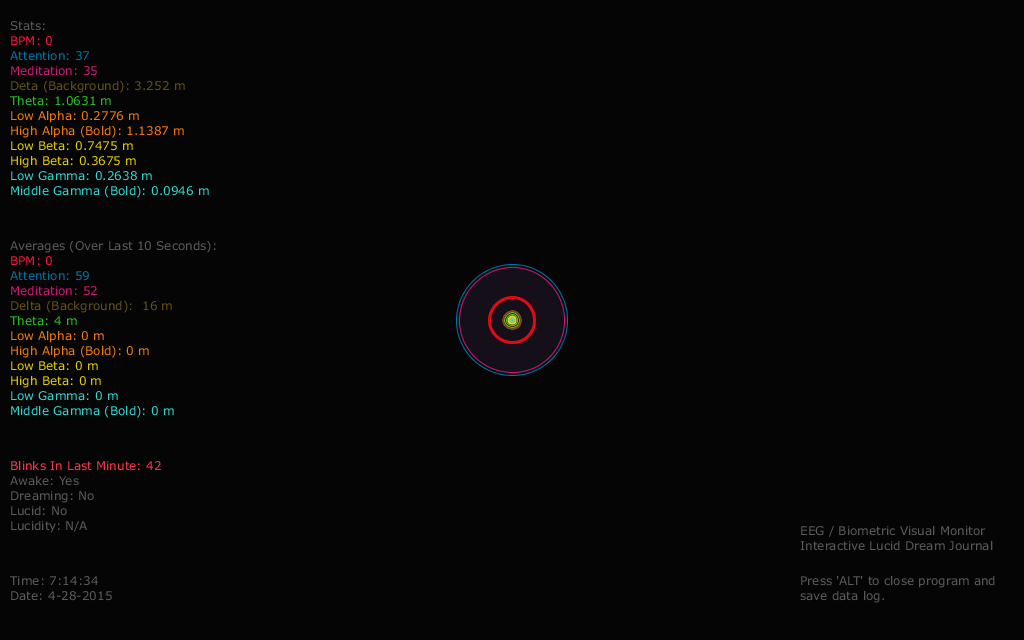 Stats:
BPM: 0
Attention: 37
Meditation: 35
Deta (Background): 3.252 m
Theta: 1.0631 m
Low Alpha: 0.2776 m
High Alpha (Bold): 1.1387 m
Low Beta: 0.7475 m
High Beta: 0.3675 m
Low Gamma: 0.2638 m
Middle Gamma (Bold): 0.0946 m
Averages (Over Last 10 Seconds):
BPM: 0
Attention: 59
Meditation: 52
Delta (Background):  16 m
Theta: 4 m
Low Alpha: 0 m
High Alpha (Bold): 0 m
Low Beta: 0 m
High Beta: 0 m
Low Gamma: 0 m
Middle Gamma (Bold): 0 m
Blinks In Last Minute: 42
Awake: Yes
Dreaming: No
Lucid: No
Lucidity: N/A
Time: 7:14:34
Date: 4-28-2015
EEG / Biometric Visual Monitor
Interactive Lucid Dream Journal
Press 'ALT' to close program and
save data log.